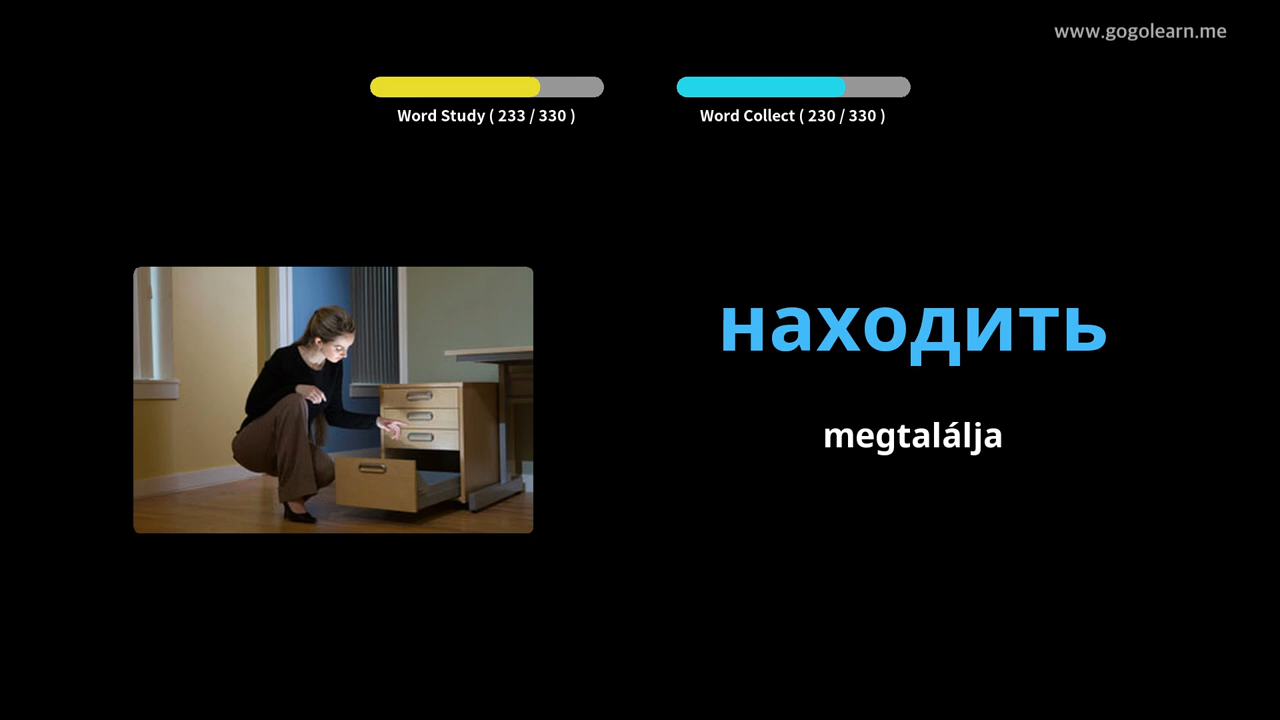 www.gogolearn.me
Word Study ( 233 / 330 )
Word Collect ( 230 / 330 )
находить
megtalálja